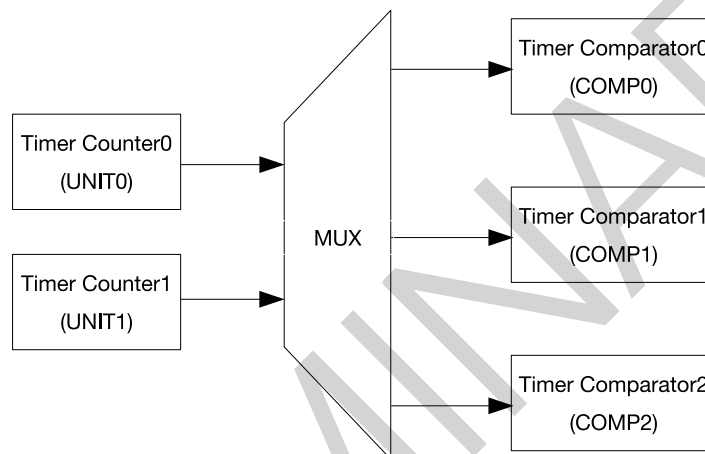 Timer Comparator0
(COMP0)
Timer Counter0
(UNIT0)
MUX
Timer Comparator1
(COMP1)
Timer Counter1
(UNIT1)
Timer Comparator2
(COMP2)